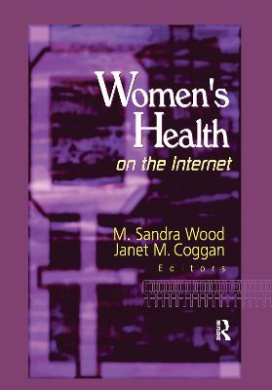 Women's
Health
on the Internet
M. Sandra Wood
Janet M. Coggan
Editors
R